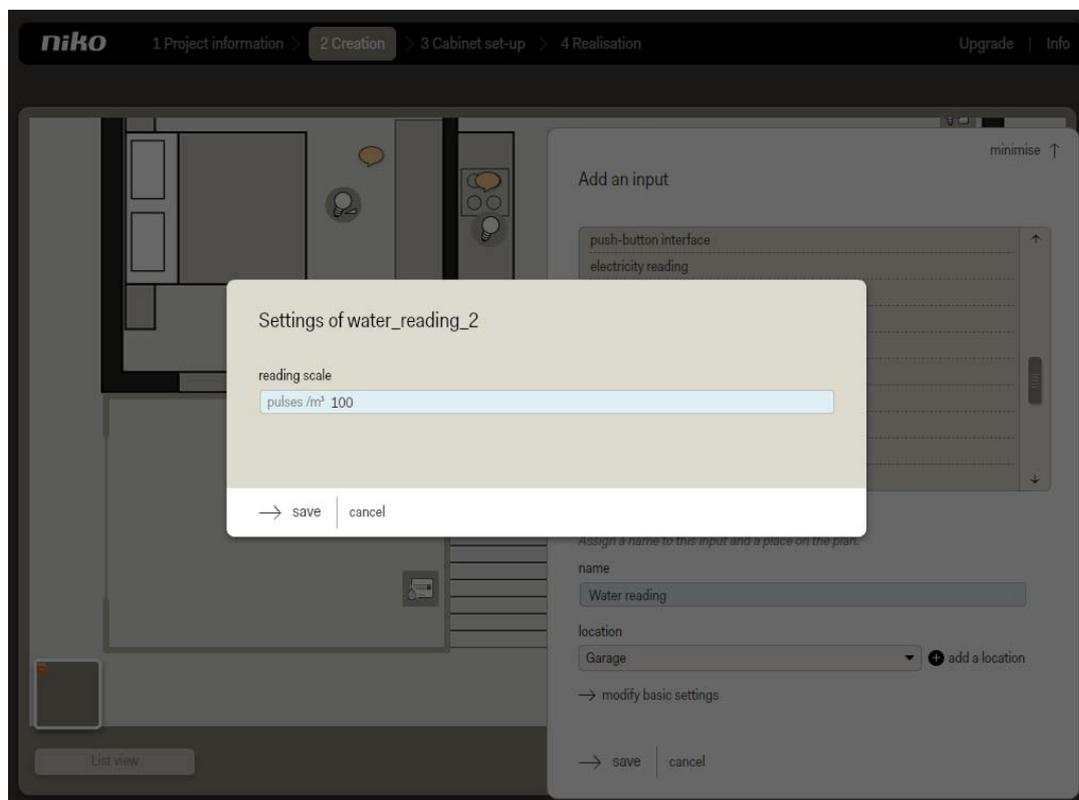 niko 1 Project information > 2 Creation > 3 Cabinet set-up > 4 Realisation Upgrade | Info
minimise ↑
Add an input
push-button interface
electricity reading
Settings of water_reading_2
reading scale
pulses /m³ 100
→ save | cancel
Assign a name to this input and a place on the plan.
name
Water reading
location
Garage add a location
→ modify basic settings
→ save | cancel
List view